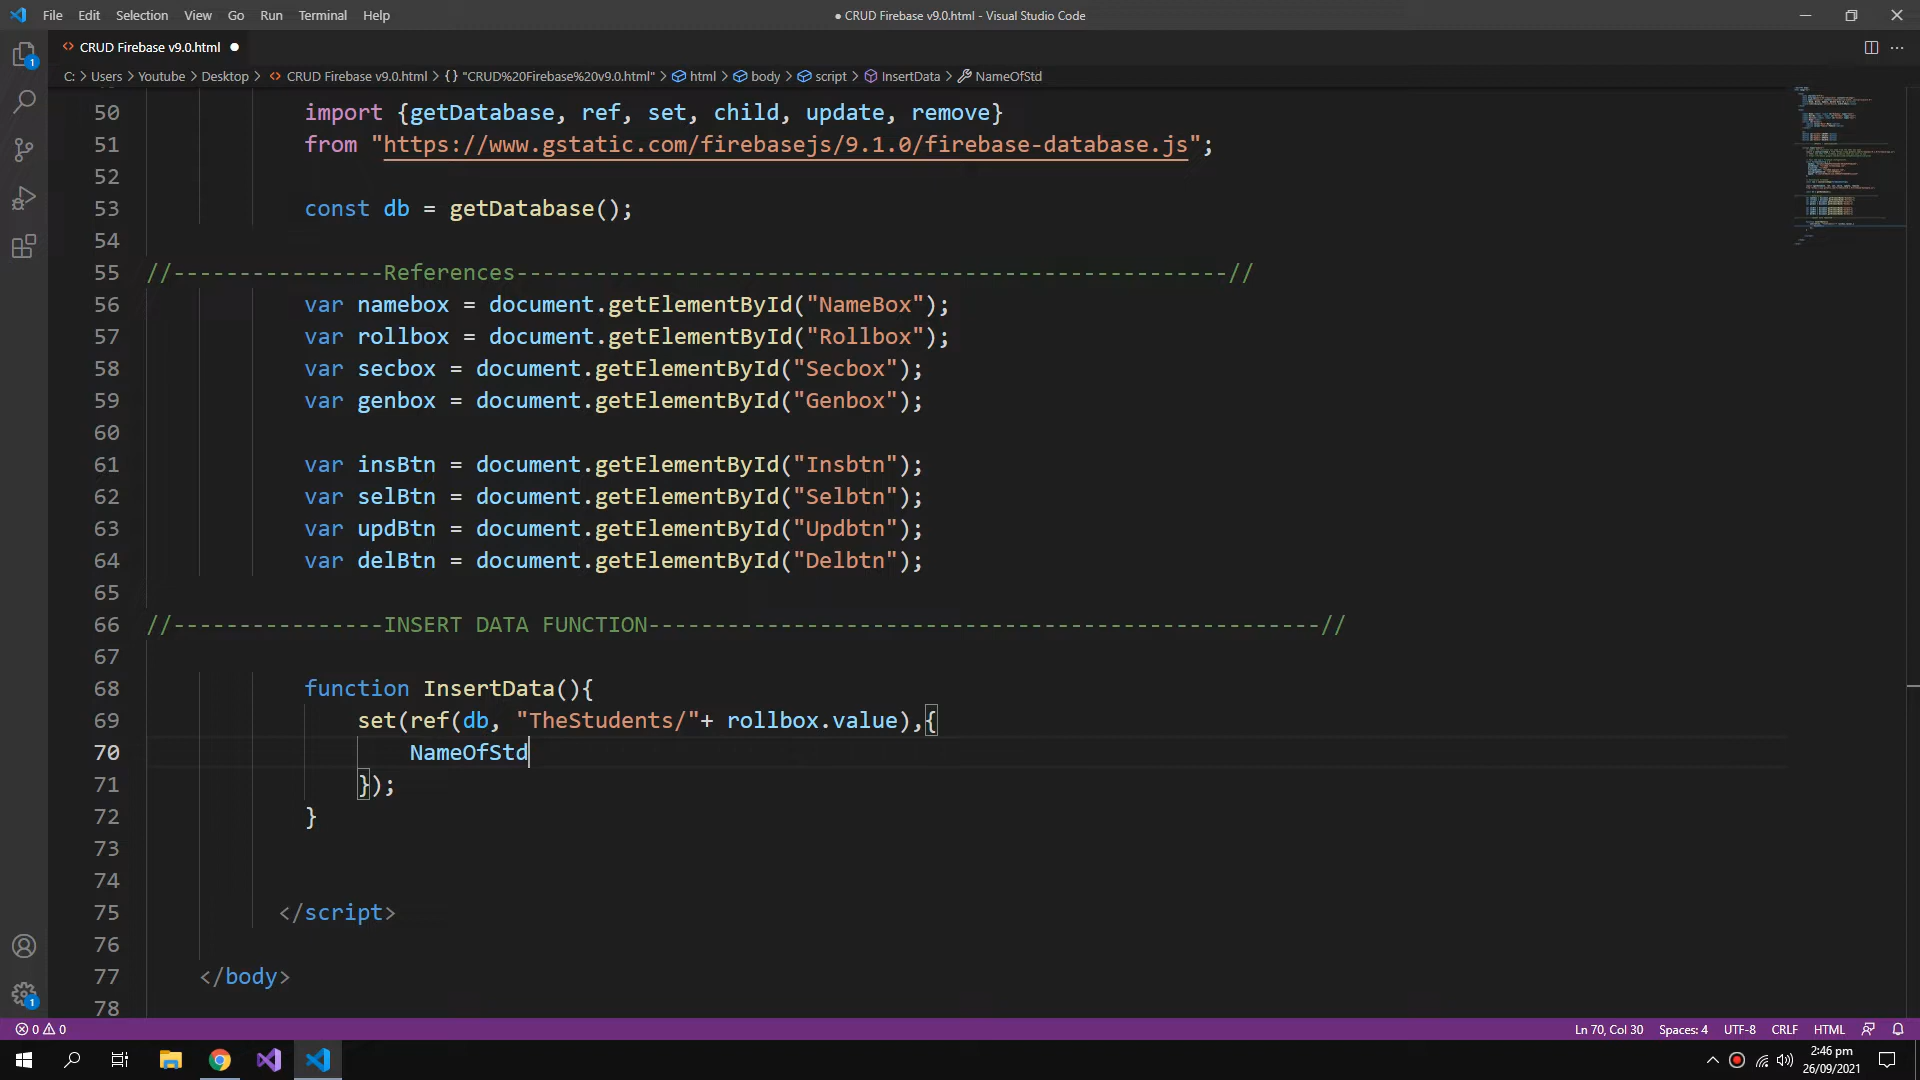 File Edit Selection View Go Run Terminal Help
● CRUD Firebase v9.0.html - Visual Studio Code
CRUD Firebase v9.0.html ●
C: > Users > Youtube > Desktop > CRUD Firebase v9.0.html > {} "CRUD%20Firebase%20v9.0.html" > html > body > script > InsertData > NameOfStd
50 import {getDatabase, ref, set, child, update, remove}
51 from "https://www.gstatic.com/firebasejs/9.1.0/firebase-database.js";
52
53 const db = getDatabase();
54
55 //----------------References------------------------------------------------------//
56 var namebox = document.getElementById("NameBox");
57 var rollbox = document.getElementById("Rollbox");
58 var secbox = document.getElementById("Secbox");
59 var genbox = document.getElementById("Genbox");
60
61 var insBtn = document.getElementById("Insbtn");
62 var selBtn = document.getElementById("Selbtn");
63 var updBtn = document.getElementById("Updbtn");
64 var delBtn = document.getElementById("Delbtn");
65
66 //----------------INSERT DATA FUNCTION---------------------------------------------------//
67
68 function InsertData(){
69 set(ref(db, "TheStudents/"+ rollbox.value),{
70 NameOfStd
71 });
72 }
73
74
75 </script>
76
77 </body>
78
0 0
Ln 70, Col 30 Spaces: 4 UTF-8 CRLF HTML
2:46 pm
26/09/2021
1
1